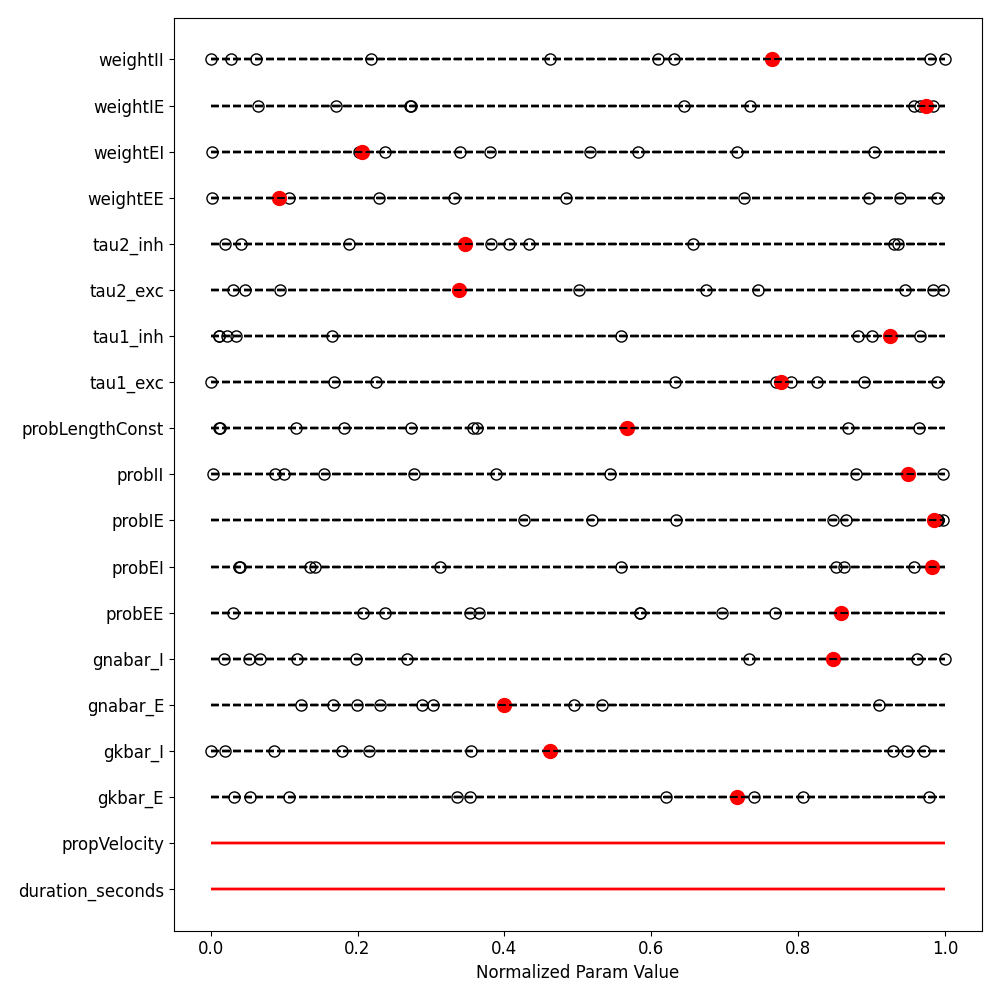 weightII
weightIE
weightEI
weightEE
tau2_inh
tau2_exc
tau1_inh
tau1_exc
probLengthConst
probII
probIE
probEI
probEE
gnabar_I
gnabar_E
gkbar_I
gkbar_E
propVelocity
duration_seconds
0.0 0.2 0.4 0.6 0.8 1.0
Normalized Param Value